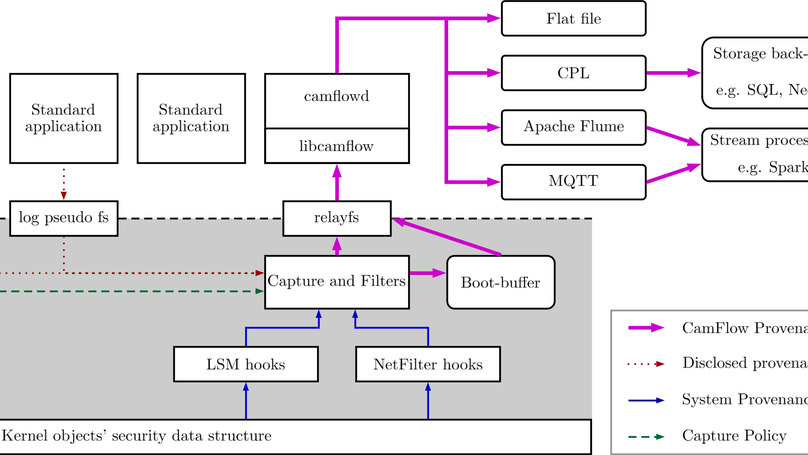 Flat file
Storage back-
CPL
e.g. SQL, Ne
camflowd
Standard
application
Standard
application
Apache Flume
Stream proces
libcamflow
e.g. Spark
MQTT
log pseudo fs
relayfs
Capture and Filters
Boot-buffer
CamFlow Provena
LSM hooks
NetFilter hooks
Disclosed provena
System Provenanc
Kernel objects' security data structure
Capture Policy